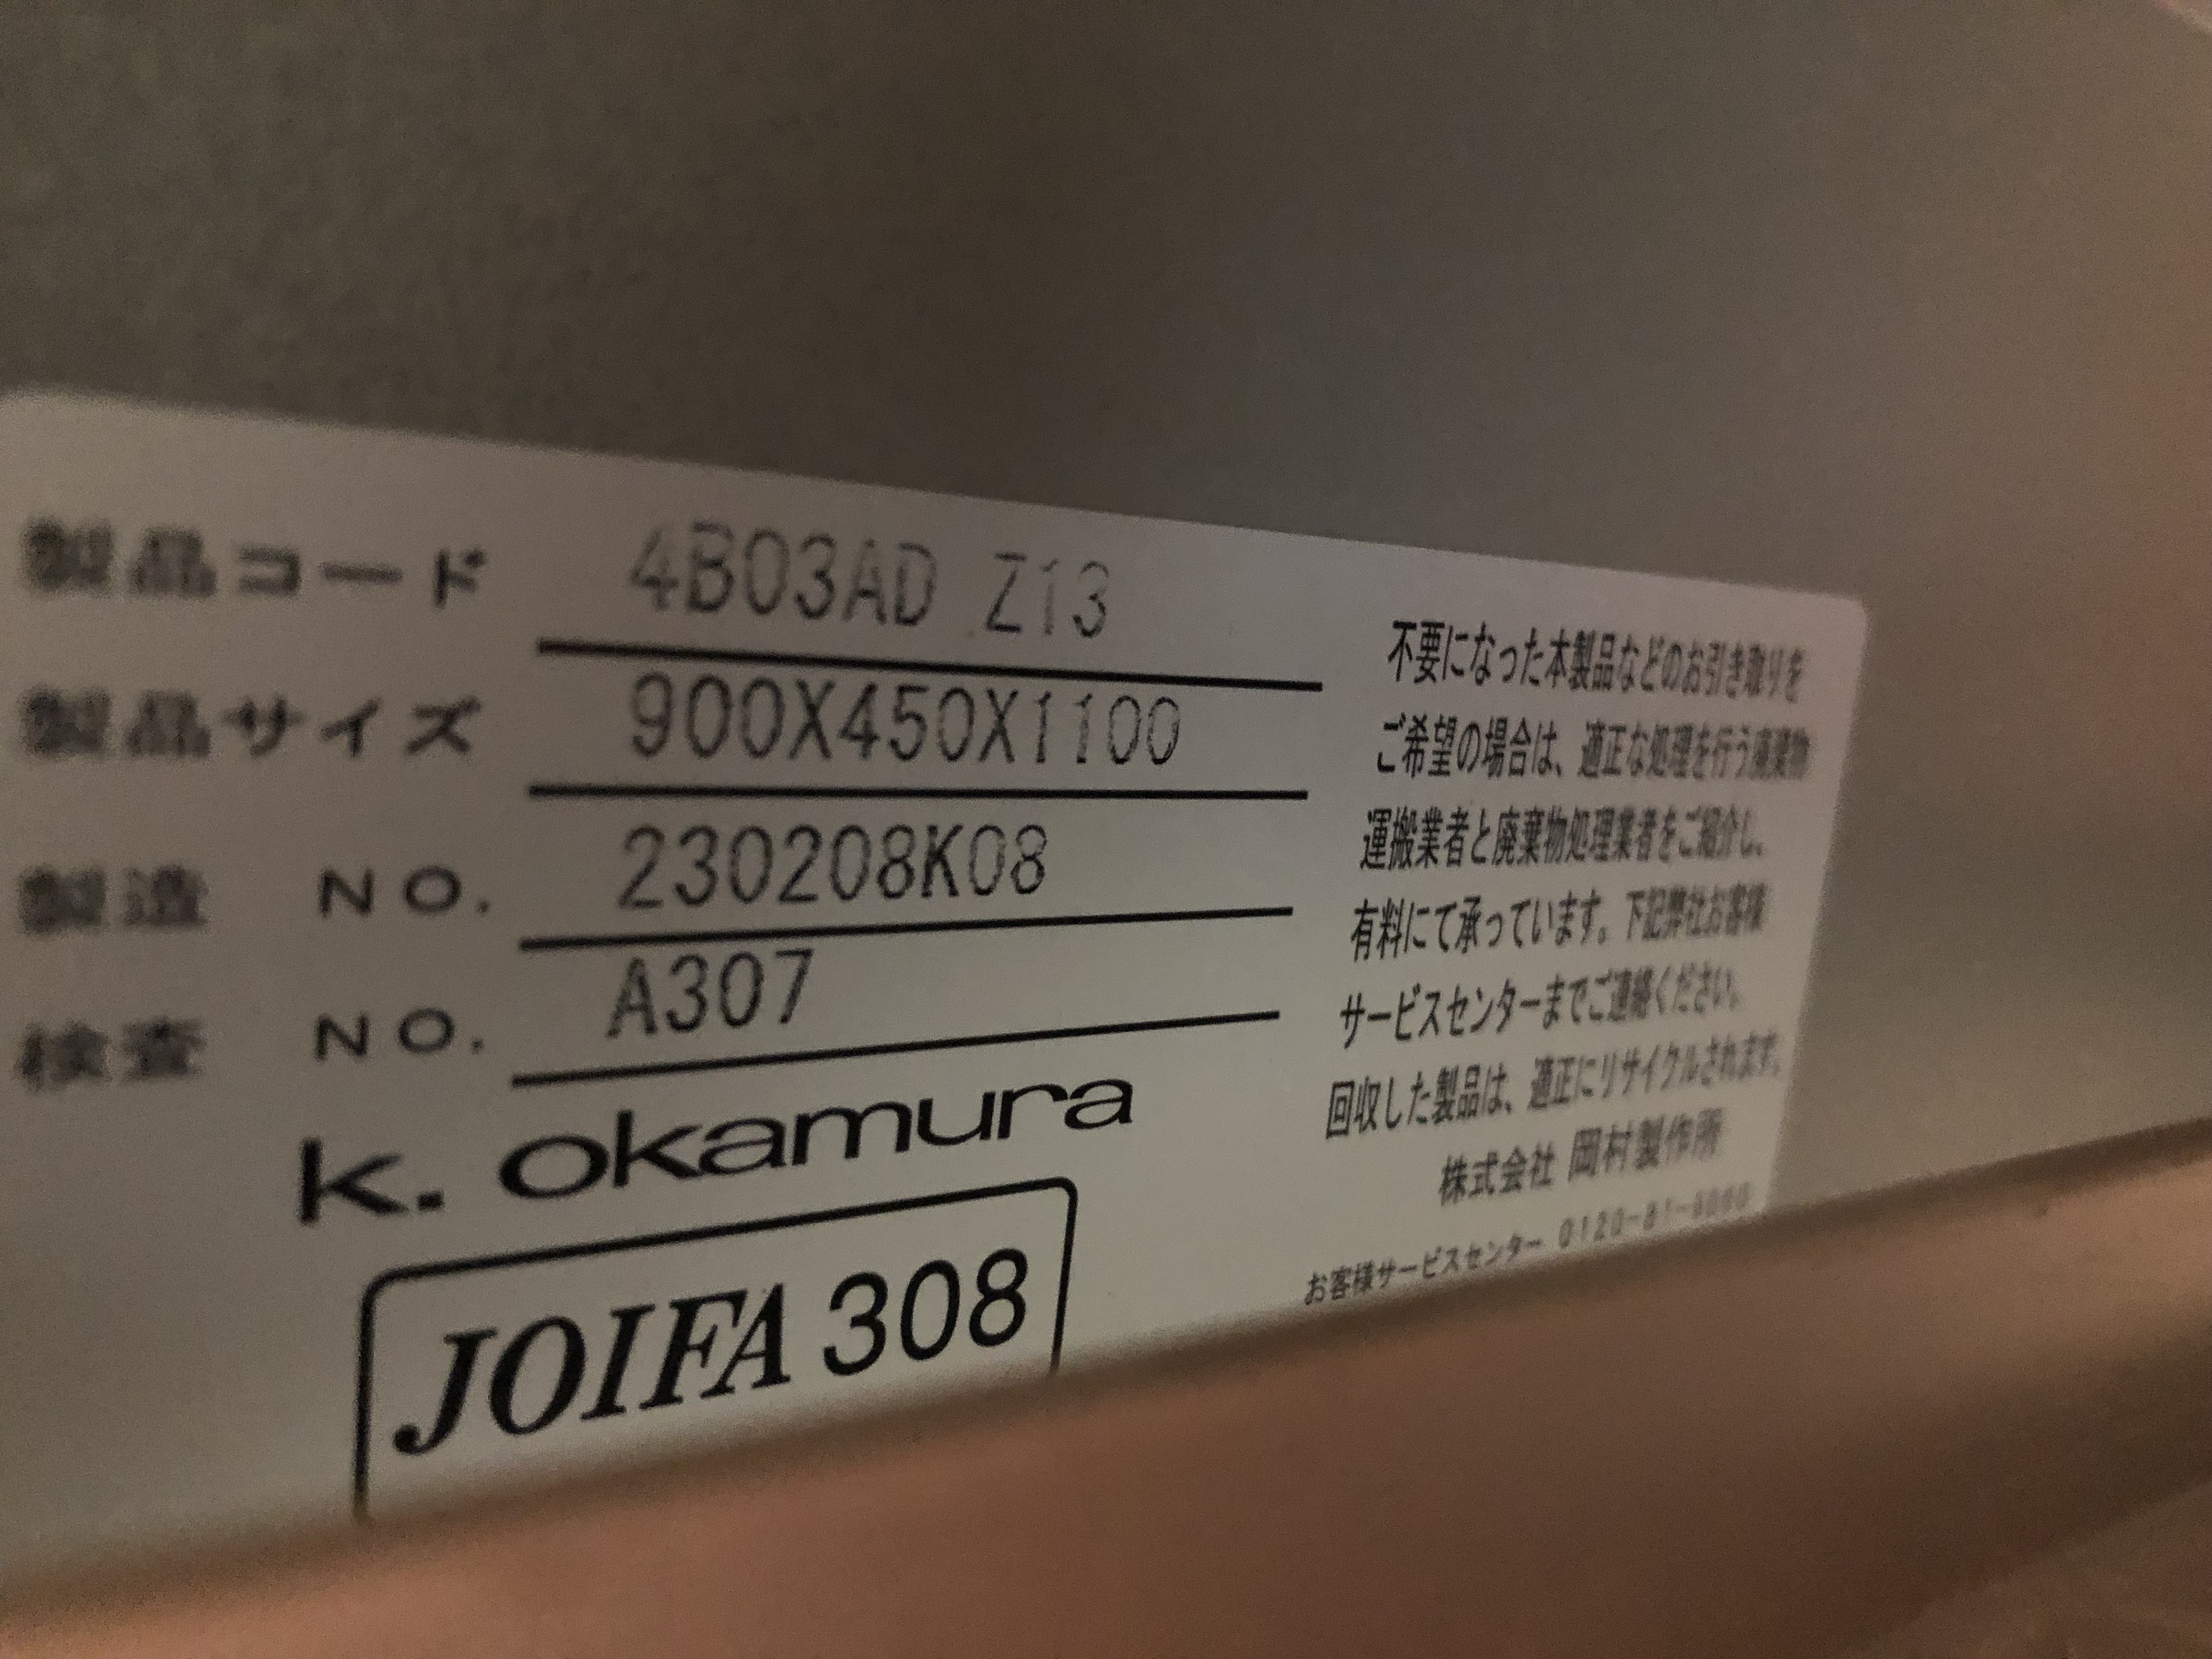 製品コード 4B03AD Z13
製品サイズ 900X450X1100
製造 NO. 230208K08
検査 NO. A307
k. okamura
JOIFA 308
不要になった本製品などのお引き取りを
ご希望の場合は、適正な処理を行う廃棄物
運搬業者と廃棄物処理業者をご紹介し、
有料にて承っています。下記弊社お客様
サービスセンターまでご連絡ください。
回収した製品は、適正にリサイクルされます。
株式会社 岡村製作所
お客様サービスセンター